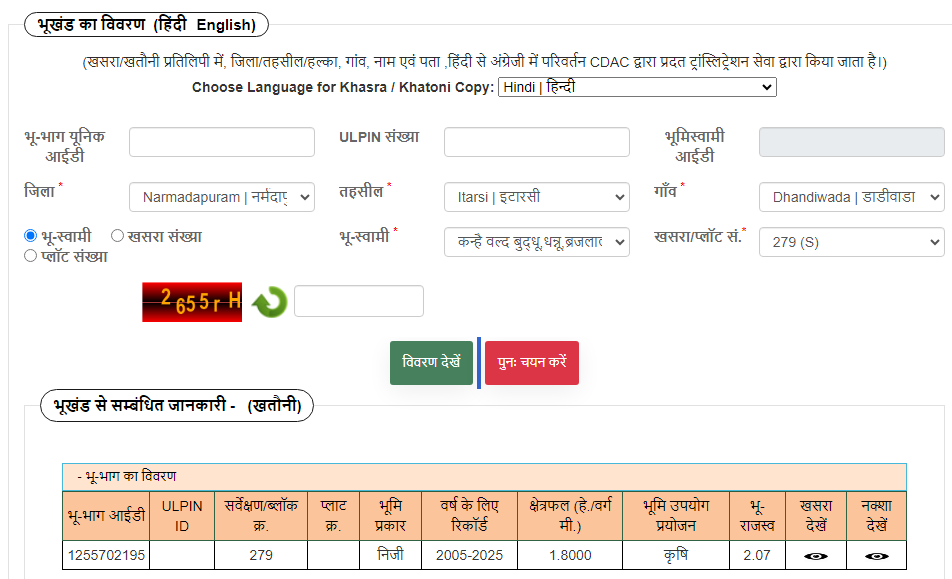 भूखंड का विवरण (हिंदी English)
(खसरा/खतौनी प्रतिलिपी में, जिला/तहसील/हल्का, गांव, नाम एवं पता ,हिंदी से अंग्रेजी में परिवर्तन CDAC द्वारा प्रदत ट्रांस्लिट्रेशन सेवा द्वारा किया जाता है।)
Choose Language for Khasra / Khatoni Copy: Hindi | हिन्दी
भू-भाग यूनिक आईडी
ULPIN संख्या
भूमिस्वामी आईडी
जिला * Narmadapuram | नर्मदापु
तहसील * Itarsi | इटारसी
गाँव * Dhandiwada | डाडीवाडा
भू-स्वामी खसरा संख्या
प्लॉट संख्या
भू-स्वामी * कन्है वल्द बुद्धू,धन्नू,ब्रजलाल
खसरा/प्लॉट सं.* 279 (S)
2655rH
विवरण देखें पुनः चयन करें
भूखंड से सम्बंधित जानकारी - (खतौनी)
- भू-भाग का विवरण
भू-भाग आईडी ULPIN ID सर्वेक्षण/ब्लॉक क्र. प्लाट क्र. भूमि प्रकार वर्ष के लिए रिकॉर्ड क्षेत्रफल (हे./वर्ग मी.) भूमि उपयोग प्रयोजन भू-राजस्व खसरा देखें नक्शा देखें
1255702195 279 निजी 2005-2025 1.8000 कृषि 2.07